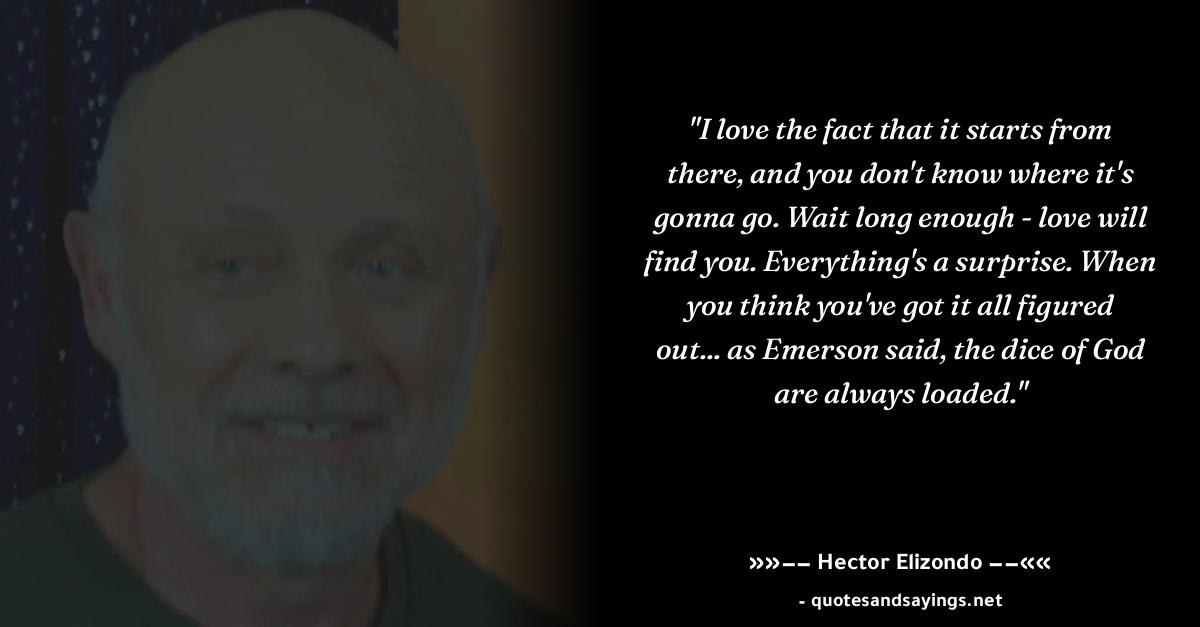 "I love the fact that it starts from
there, and you don't know where it's
gonna go. Wait long enough - love will
find you. Everything's a surprise. When
you think you've got it all figured
out... as Emerson said, the dice of God
are always loaded."
»»−− Hector Elizondo −−««
- quotesandsayings.net